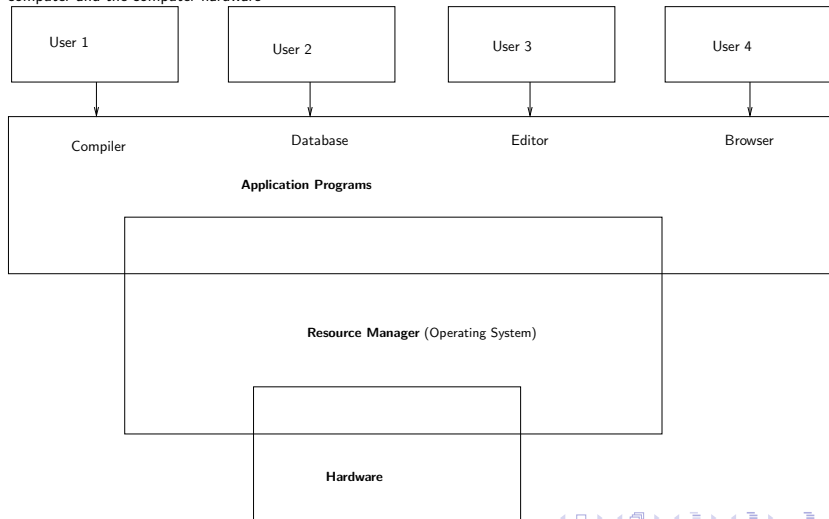 computer and the computer hardware
User 1
User 2
User 3
User 4
Compiler
Database
Editor
Browser
Application Programs
Resource Manager (Operating System)
Hardware